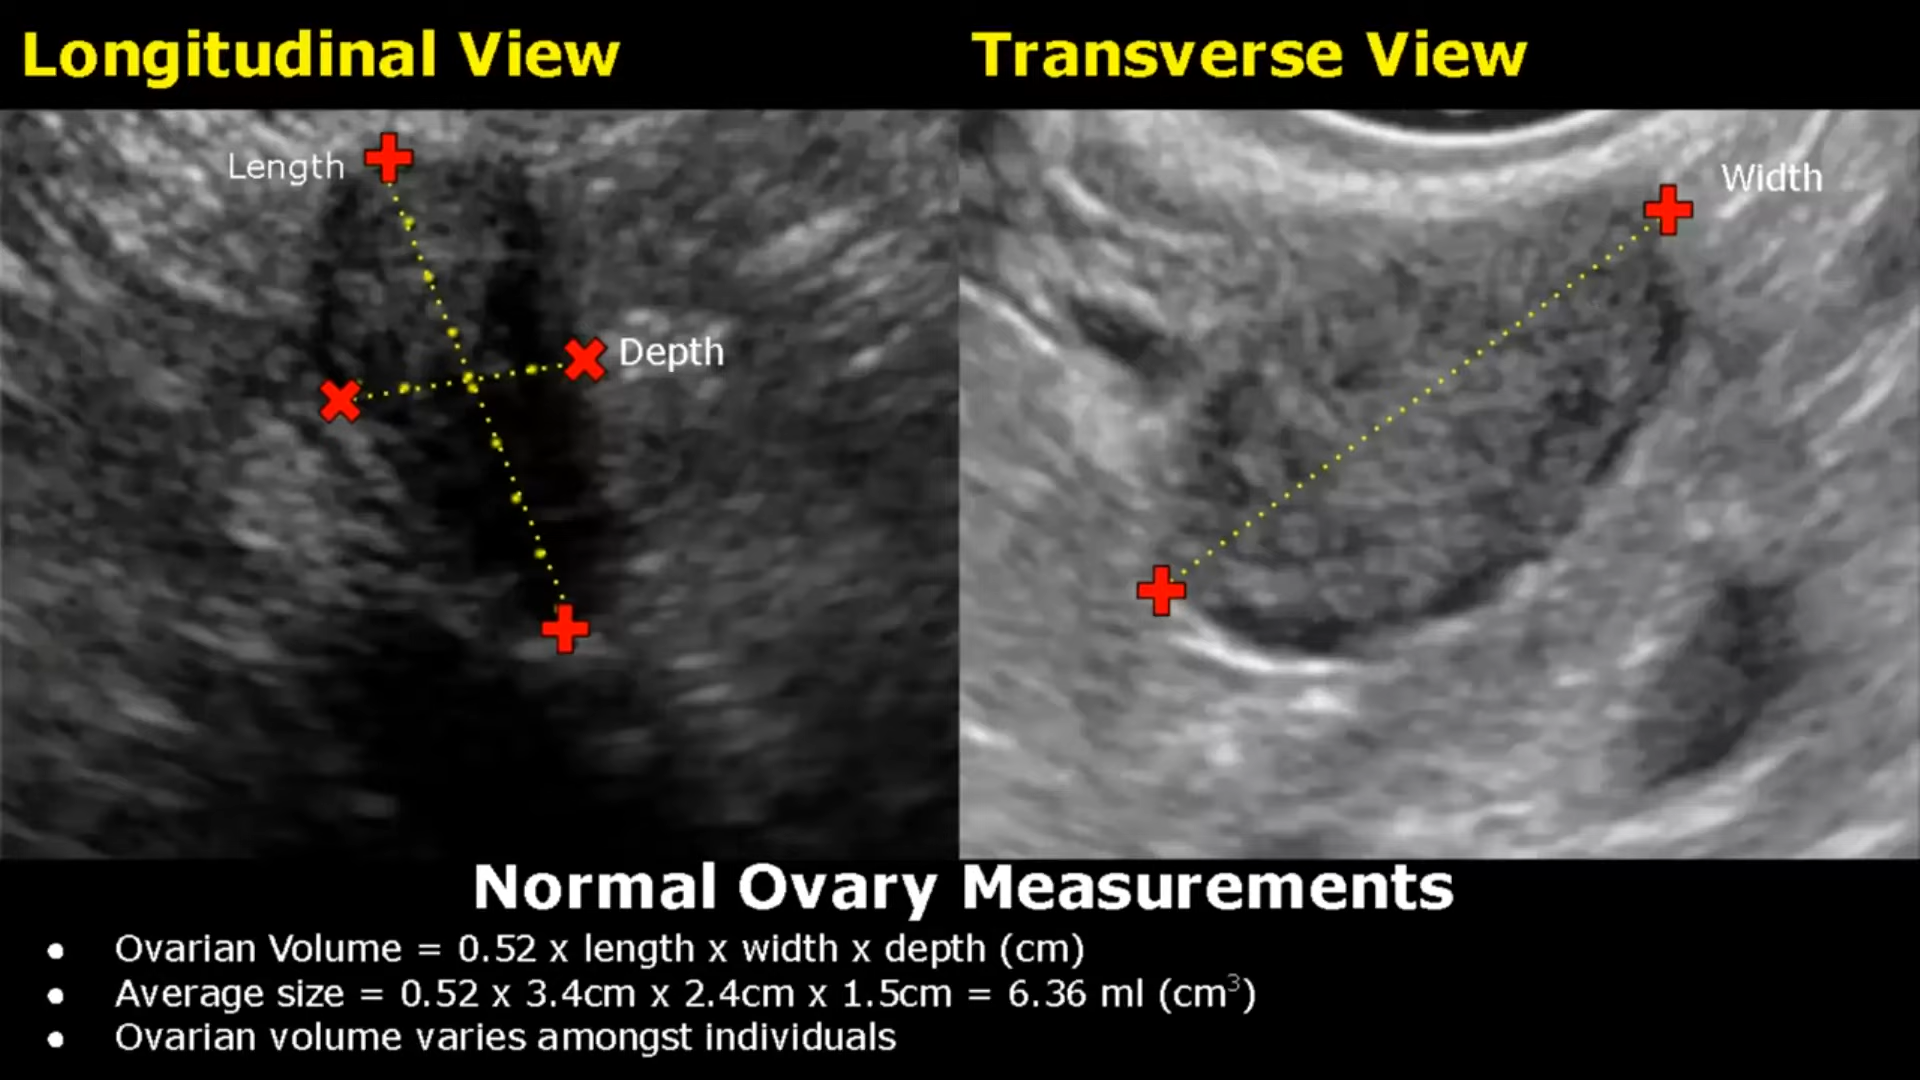 Longitudinal View
Transverse View
Length
Depth
Width
Normal Ovary Measurements
• Ovarian Volume = 0.52 x length x width x depth (cm)
• Average size = 0.52 x 3.4cm x 2.4cm x 1.5cm = 6.36 ml (cm³)
• Ovarian volume varies amongst individuals